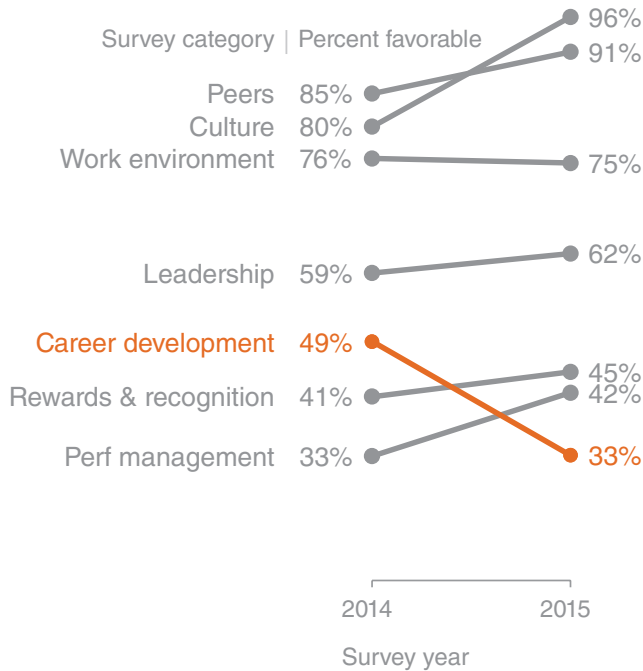 96%
Survey category | Percent favorable
91%
Peers 85%
Culture 80%
Work environment 76% 75%
62%
Leadership 59%
Career development 49%
45%
Rewards & recognition 41% 42%
Perf management 33% 33%
2014 2015
Survey year